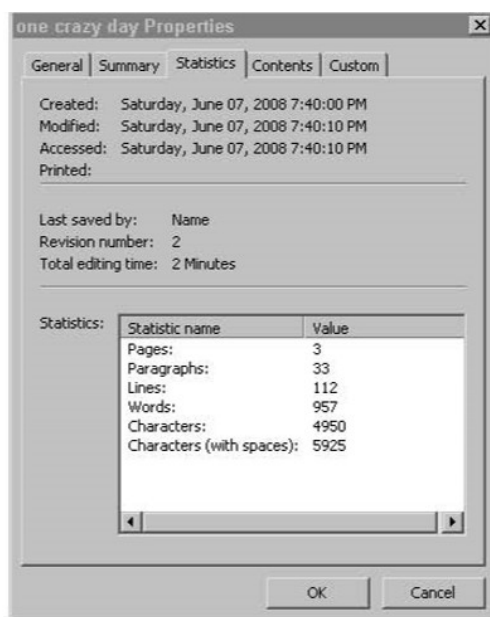 one crazy day Properties
General Summary Statistics Contents Custom
Created: Saturday, June 07, 2008 7:40:00 PM
Modified: Saturday, June 07, 2008 7:40:10 PM
Accessed: Saturday, June 07, 2008 7:40:10 PM
Printed:
Last saved by: Name
Revision number: 2
Total editing time: 2 Minutes
Statistics:
Statistic name Value
Pages: 3
Paragraphs: 33
Lines: 112
Words: 957
Characters: 4950
Characters (with spaces): 5925
OK Cancel